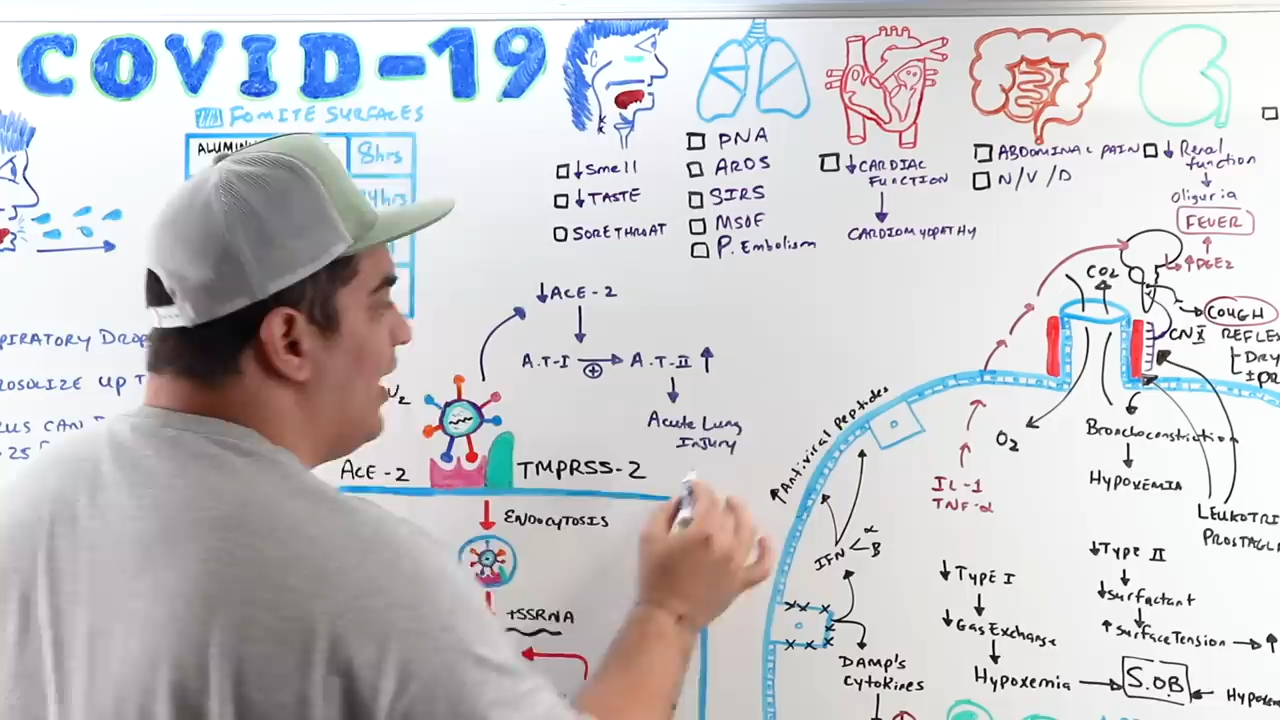 COVID-19
FOMITE SURFACES
8hrs
↓Smell
↓TASTE
SORE THROAT
PNA
ARDS
SIRS
MSOF
P. Embolism
↓CARDIAC
FUNCTION
CARDIOMYOPATHY
ABDOMINAL PAIN
N/V/D
↓Renal
function
Oliguria
FEVER
↑PGE2
CO2
COUGH
CN X REFLEX
↓ACE-2
A.T-I
+
A.T-II ↑
Acute Lung
Injury
ACE-2
TMPRSS-2
ENDOCYTOSIS
+SSRNA
↑Antiviral Peptides
IFN
α
B
DAMP's
CYTOKINES
IL-1
TNF-α
O2
Bronchoconstriction
HYPOXEMIA
↓TYPE I
↓Gas Exchange
Hypoxemia
↓TYPE II
↓Surfactant
↑Surface Tension
S.O.B